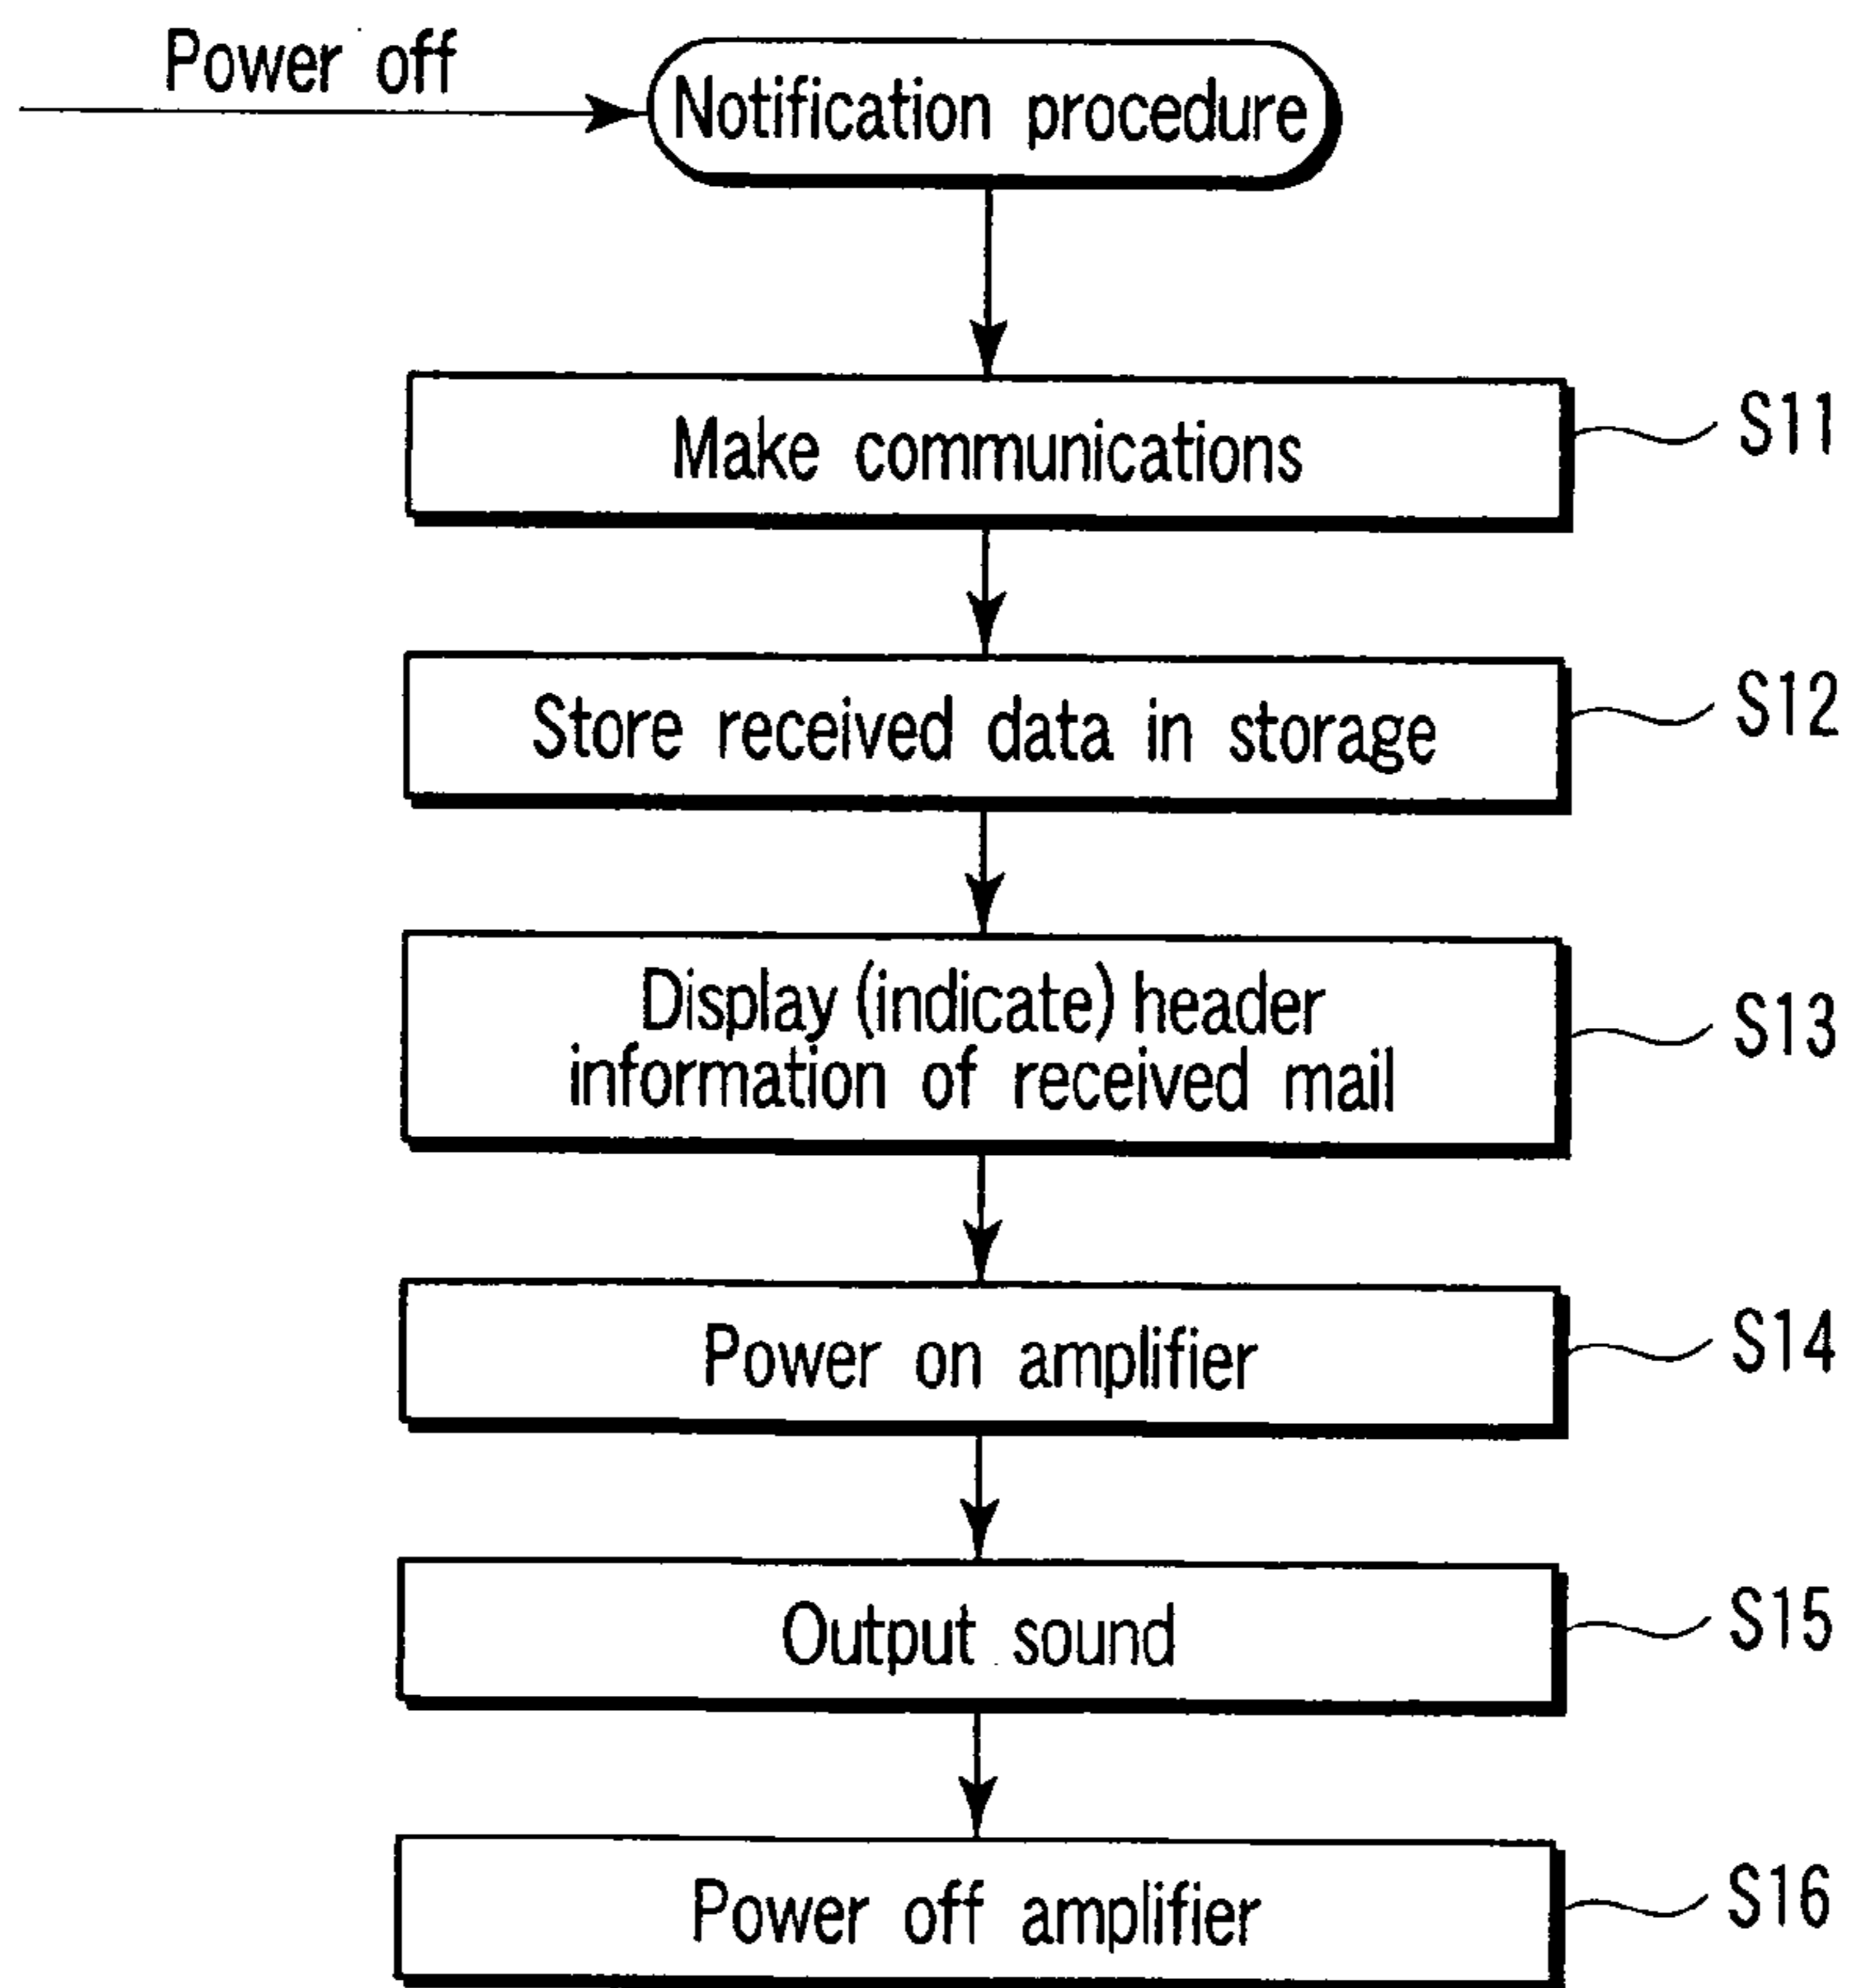 Power off
Notification procedure
Make communications
S11
Store received data in storage
S12
Display (indicate) header
information of received mail
S13
Power on amplifier
S14
Output sound
S15
Power off amplifier
S16